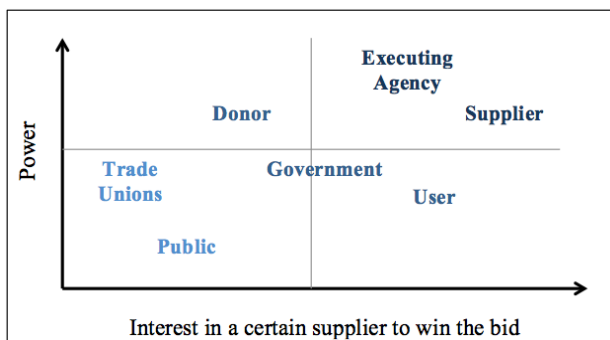 Executing
Agency
Donor
Supplier
Power
Trade
Unions
Government
User
Public
Interest in a certain supplier to win the bid